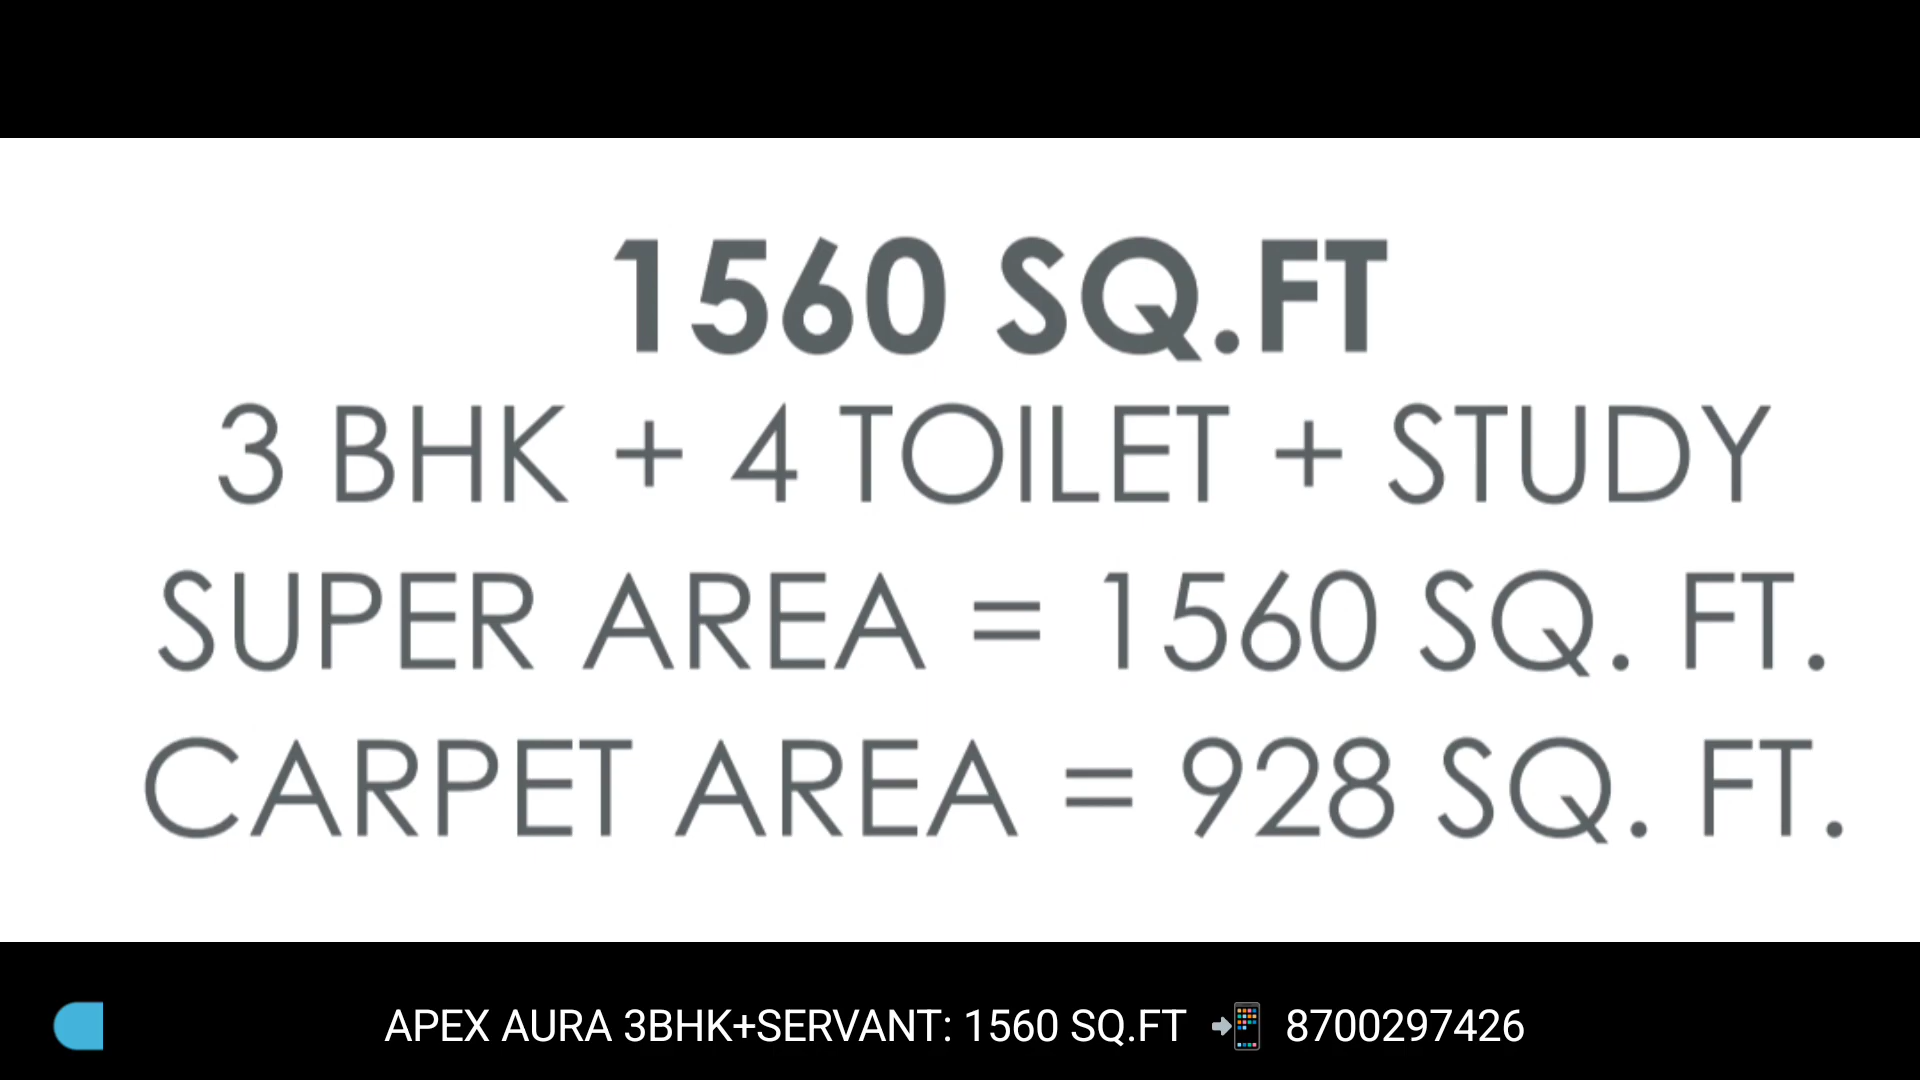 1560 SQ.FT
3 BHK + 4 TOILET + STUDY
SUPER AREA = 1560 SQ. FT.
CARPET AREA = 928 SQ. FT.
APEX AURA 3BHK+SERVANT: 1560 SQ.FT 📲 8700297426